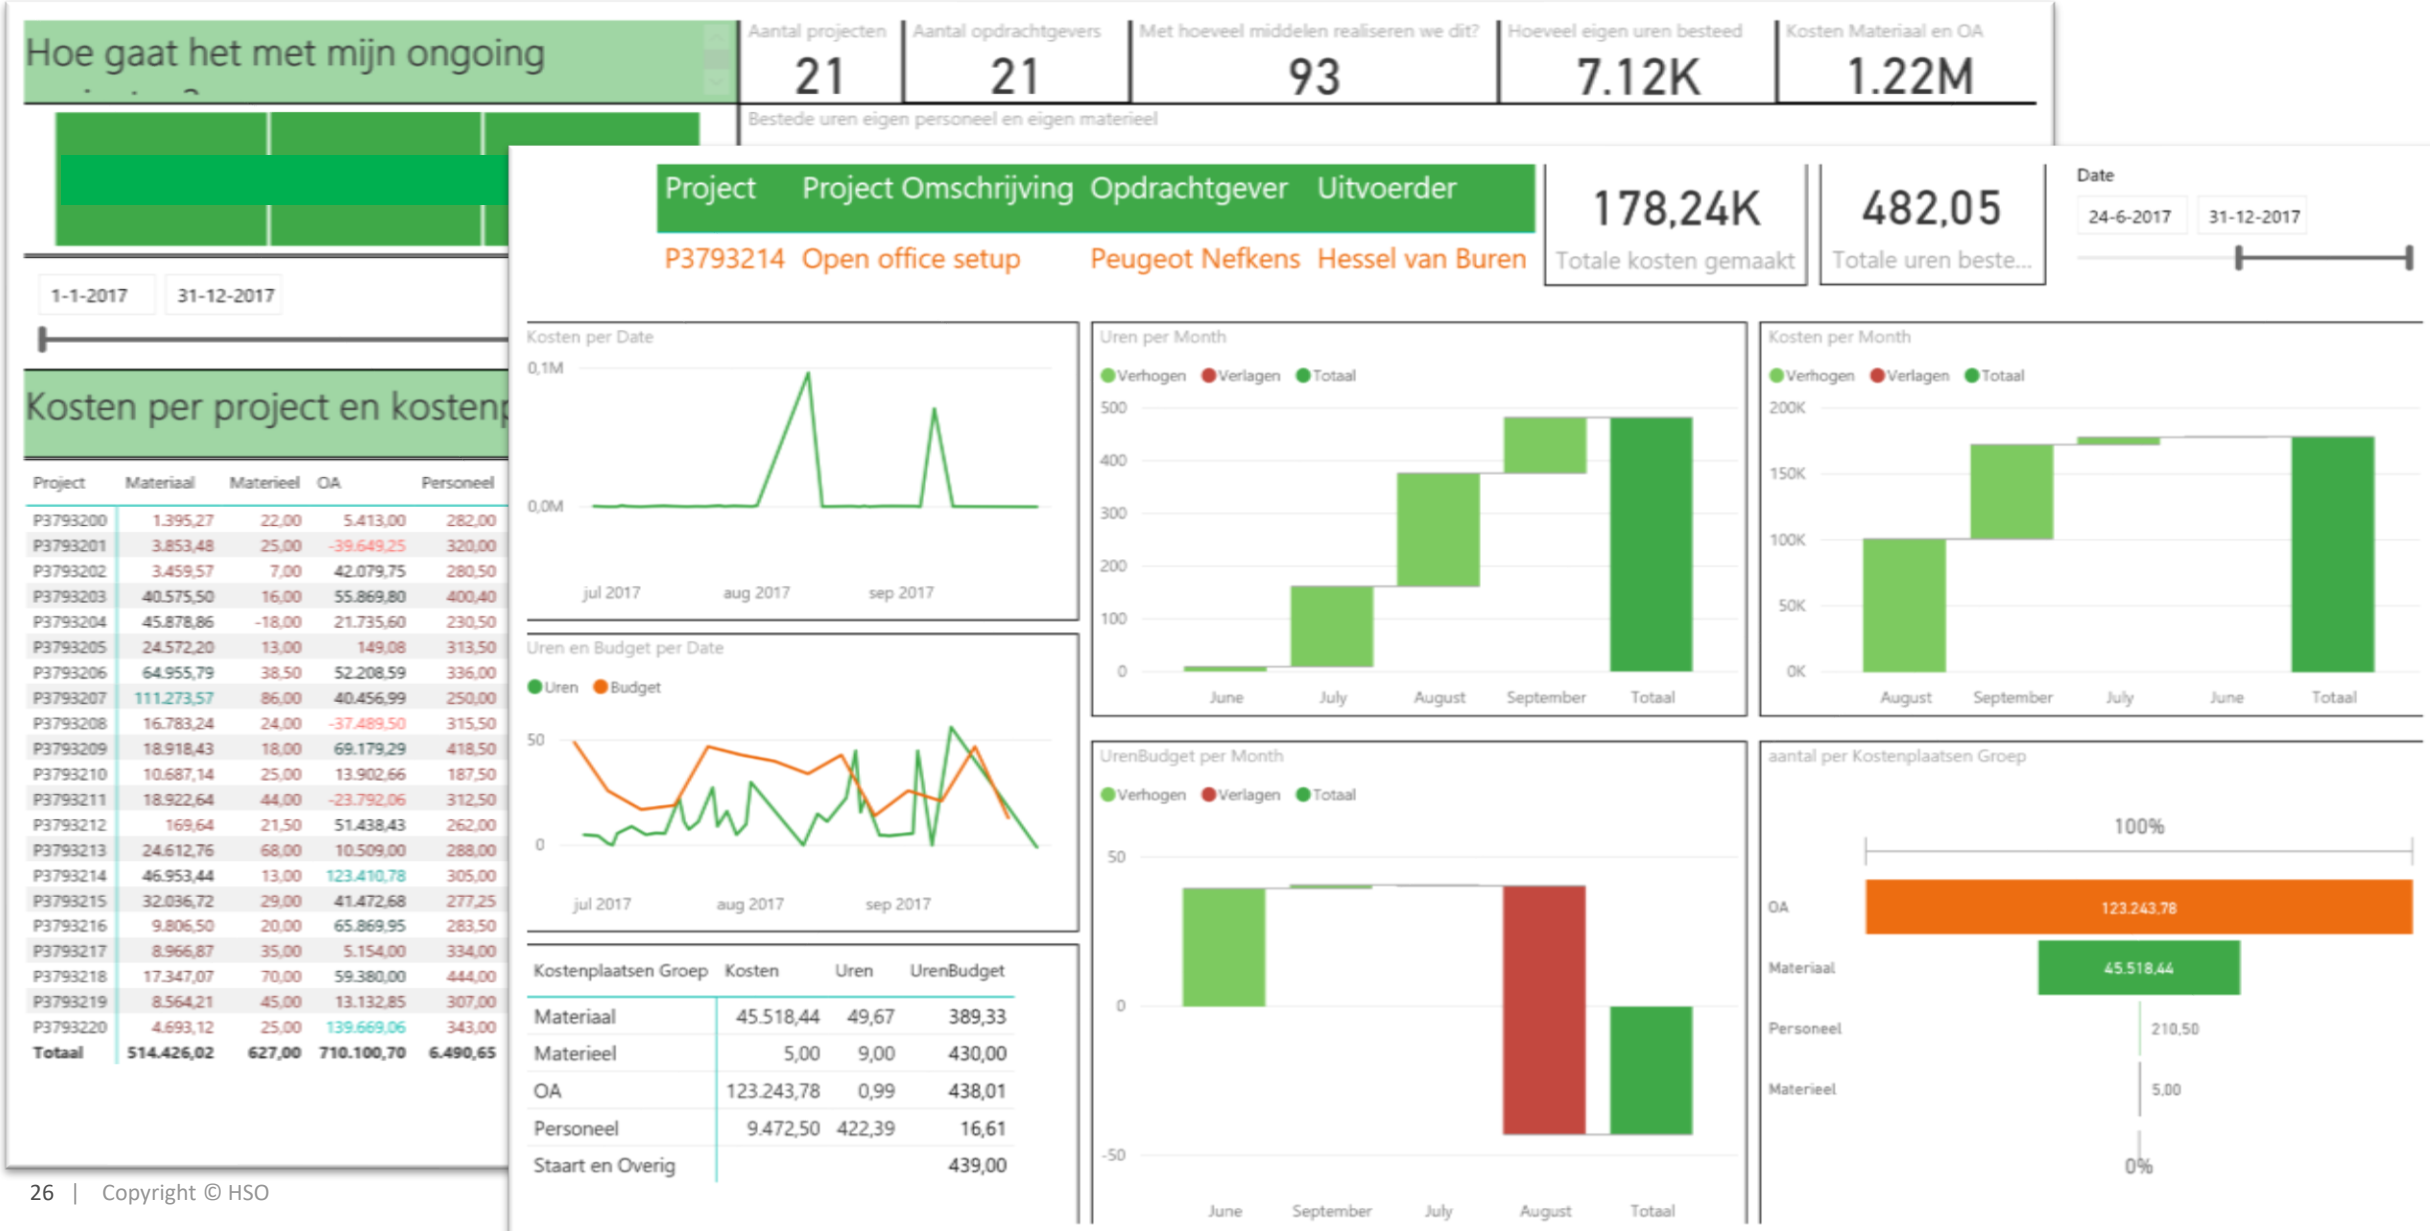 Hoe gaat het met mijn ongoing
Aantal projecten
21
Aantal opdrachtgevers
21
Met hoeveel middelen realiseren we dit?
93
Hoeveel eigen uren besteed
7.12K
Kosten Materiaal en OA
1.22M
Bestede uren eigen personeel en eigen materieel
1-1-2017 31-12-2017
Kosten per project en kostenp
Project Materiaal Materieel OA Personeel
P3793200 1.395,27 22,00 5.413,00 282,00
P3793201 3.853,48 25,00 -39.649,25 320,00
P3793202 3.459,57 7,00 42.079,75 280,50
P3793203 40.575,50 16,00 55.869,80 400,40
P3793204 45.878,86 -18,00 21.735,60 230,50
P3793205 24.572,20 13,00 149,08 313,50
P3793206 64.955,79 38,50 52.208,59 336,00
P3793207 111.273,57 86,00 40.456,99 250,00
P3793208 16.783,24 24,00 -37.489,50 315,50
P3793209 18.918,43 18,00 69.179,29 418,50
P3793210 10.687,14 25,00 13.902,66 187,50
P3793211 18.922,64 44,00 -23.792,06 312,50
P3793212 169,64 21,50 51.438,43 262,00
P3793213 24.612,76 68,00 10.509,00 288,00
P3793214 46.953,44 13,00 123.410,78 305,00
P3793215 32.036,72 29,00 41.472,68 277,25
P3793216 9.806,50 20,00 65.869,95 283,50
P3793217 8.966,87 35,00 5.154,00 334,00
P3793218 17.347,07 70,00 59.380,00 444,00
P3793219 8.564,21 45,00 13.132,85 307,00
P3793220 4.693,12 25,00 139.669,06 343,00
Totaal 514.426,02 627,00 710.100,70 6.490,65
Project Project Omschrijving Opdrachtgever Uitvoerder
P3793214 Open office setup Peugeot Nefkens Hessel van Buren
178,24K
Totale kosten gemaakt
482,05
Totale uren beste...
Date
24-6-2017 31-12-2017
Kosten per Date
0,1M
0,0M
jul 2017 aug 2017 sep 2017
Uren per Month
Verhogen Verlagen Totaal
500
400
300
200
100
0
June July August September Totaal
Kosten per Month
Verhogen Verlagen Totaal
200K
150K
100K
50K
0K
August September July June Totaal
Uren en Budget per Date
Uren Budget
50
0
jul 2017 aug 2017 sep 2017
Kostenplaatsen Groep Kosten Uren UrenBudget
Materiaal 45.518,44 49,67 389,33
Materieel 5,00 9,00 430,00
OA 123.243,78 0,99 438,01
Personeel 9.472,50 422,39 16,61
Staart en Overig 439,00
UrenBudget per Month
Verhogen Verlagen Totaal
50
0
-50
June September July August Totaal
aantal per Kostenplaatsen Groep
100%
OA 123.243,78
Materiaal 45.518,44
Personeel 210,50
Materieel 5,00
0%
26 | Copyright © HSO